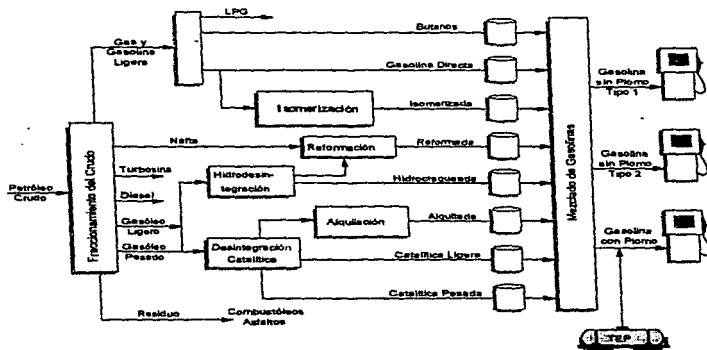 LPG
Gas y
Gasolina
Ligera
Butanos
Gasolina Directa
Isomerización
Isomerizada
Nafta
Reformación
Reformada
Turbosina
Hidrodesin-
tegración
Hidrocraqueada
Petróleo
Crudo
Fraccionamiento del Crudo
Diesel
Gasóleo
Ligero
Gasóleo
Pesado
Alquilación
Alquilada
Desintegración
Catalítica
Catalítica Ligera
Catalítica Pesada
Residuo
Combustóleos
Asfaltos
Mezclado de Gasolinas
Gasolina
sin Plomo
Tipo 1
Gasolina
sin Plomo
Tipo 2
Gasolina
con Plomo